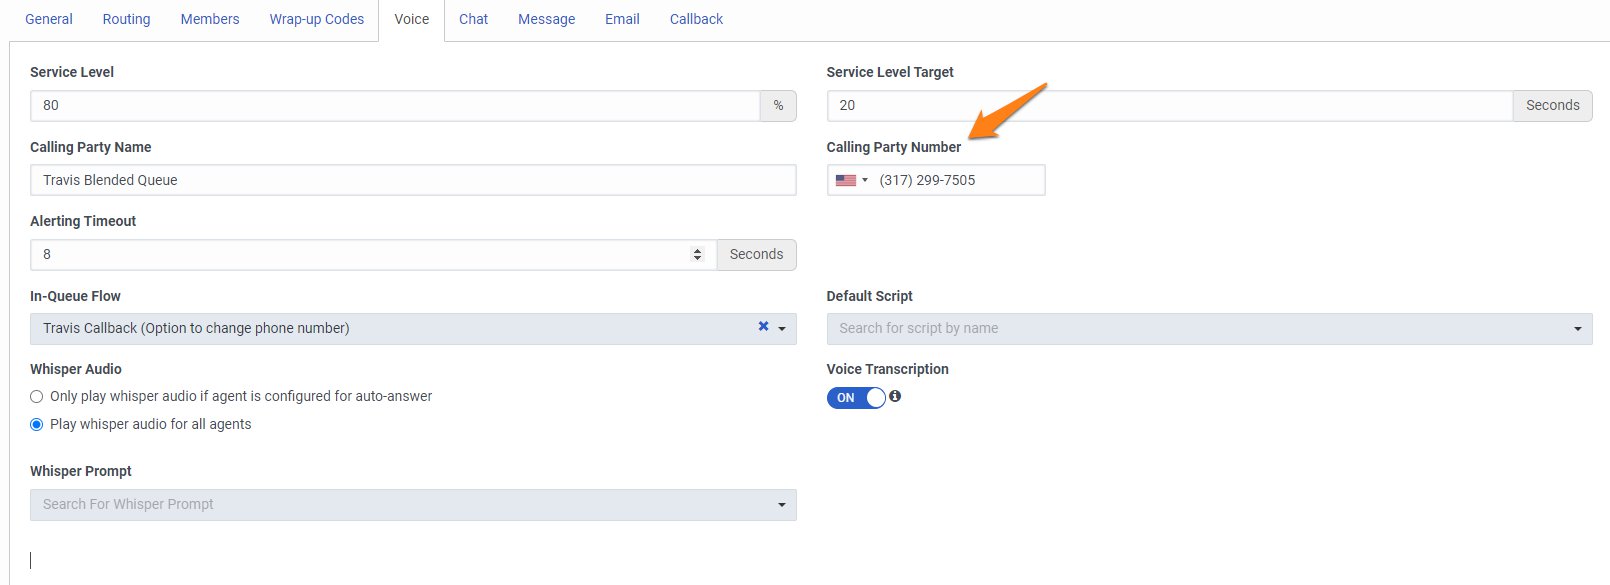 General Routing Members Wrap-up Codes Voice Chat Message Email Callback
Service Level Service Level Target
80 % 20 Seconds
Calling Party Name Calling Party Number
Travis Blended Queue (317) 299-7505
Alerting Timeout
8 Seconds
In-Queue Flow Default Script
Travis Callback (Option to change phone number) Search for script by name
Whisper Audio Voice Transcription
Only play whisper audio if agent is configured for auto-answer ON
Play whisper audio for all agents
Whisper Prompt
Search For Whisper Prompt